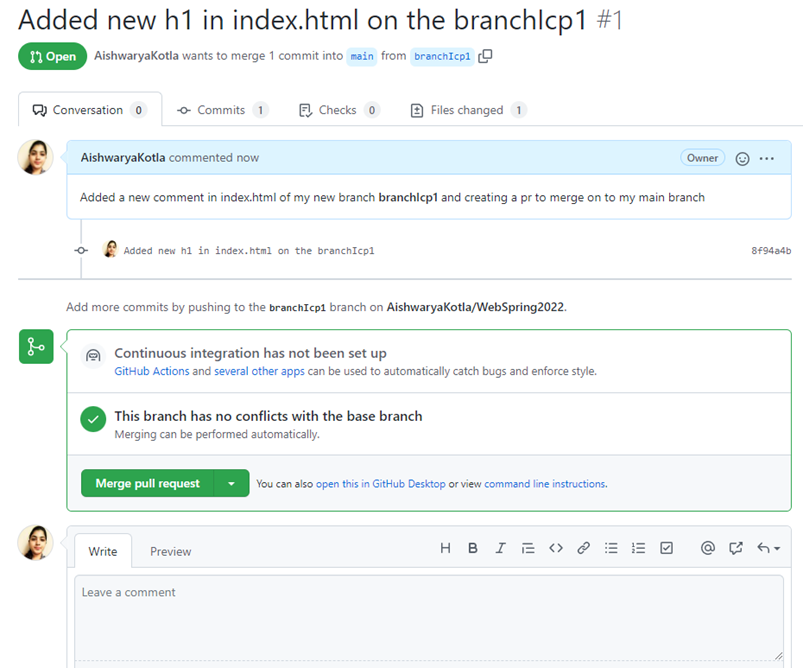 Added new h1 in index.html on the branchIcp1 #1
Open AishwaryaKotla wants to merge 1 commit into main from branchIcp1
Conversation 0 Commits 1 Checks 0 Files changed 1
AishwaryaKotla commented now Owner
Added a new comment in index.html of my new branch branchIcp1 and creating a pr to merge on to my main branch
Added new h1 in index.html on the branchIcp1 8f94a4b
Add more commits by pushing to the branchIcp1 branch on AishwaryaKotla/WebSpring2022.
Continuous integration has not been set up
GitHub Actions and several other apps can be used to automatically catch bugs and enforce style.
This branch has no conflicts with the base branch
Merging can be performed automatically.
Merge pull request You can also open this in GitHub Desktop or view command line instructions.
Write Preview
Leave a comment